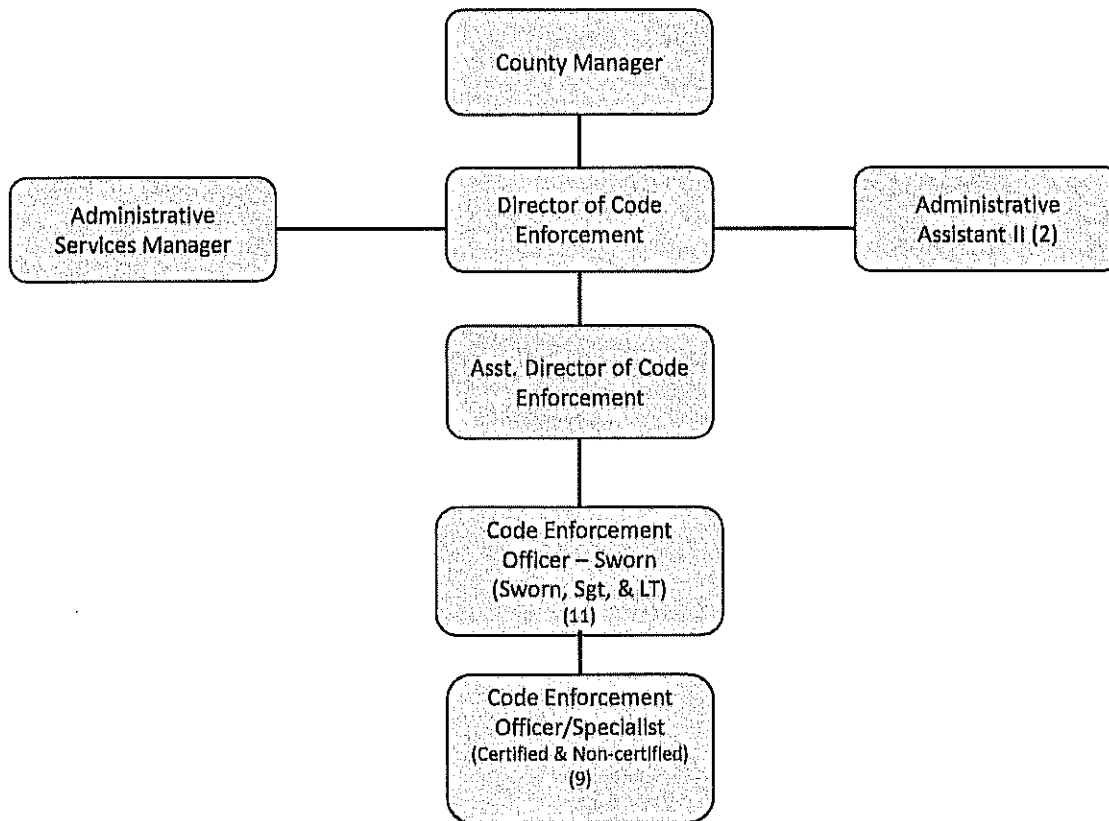 County Manager
Administrative
Services Manager
Director of Code
Enforcement
Administrative
Assistant II (2)
Asst. Director of Code
Enforcement
Code Enforcement
Officer – Sworn
(Sworn, Sgt, & LT)
(11)
Code Enforcement
Officer/Specialist
(Certified & Non-certified)
(9)